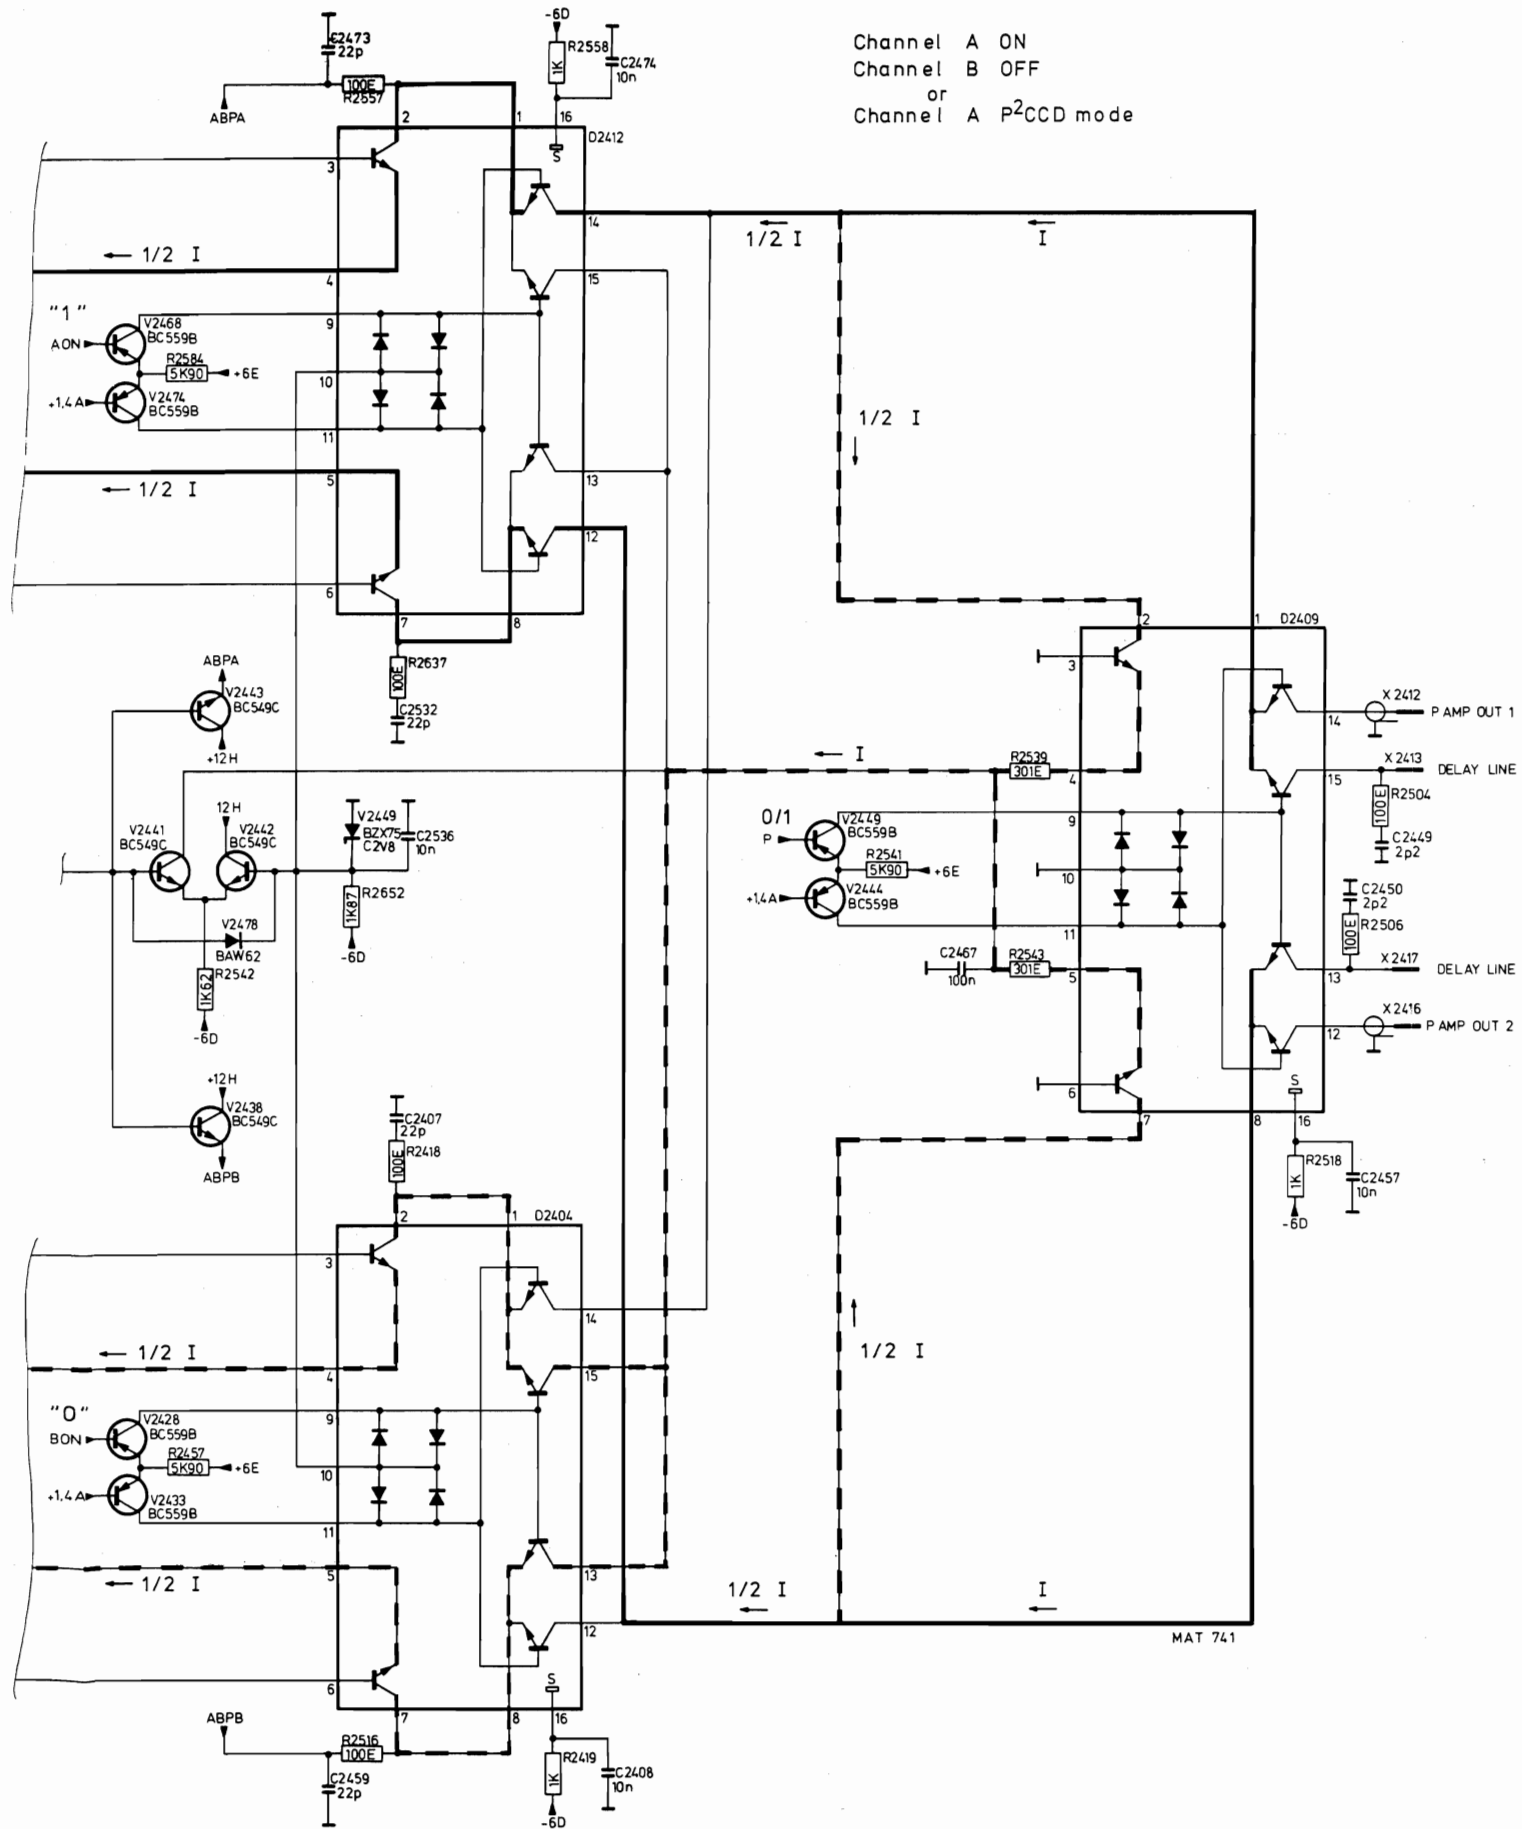 Channel A ON
Channel B OFF
or
Channel A P²CCD mode
C2473
22p
100E
R2557
ABPA
-6D
R2558
1K
C2474
10n
2
1
16
D2412
S
3
14
1/2 I
I
← 1/2 I
4
15
"1"
V2468
BC559B
AON
R2584
5K90
+6E
V2474
BC559B
+1,4A
9
10
11
1/2 I
5
← 1/2 I
13
12
6
7
8
R2637
100E
C2532
22p
ABPA
V2443
BC549C
+12H
12H
V2441
BC549C
V2442
BC549C
V2449
BZX75
C2V8
C2536
10n
R2652
1K87
-6D
V2478
BAW62
R2542
1K62
-6D
+12H
V2438
BC549C
ABPB
← I
R2539
301E
0/1
P
V2449
BC559B
R2541
5K90
+6E
V2444
BC559B
+1,4A
C2467
100n
R2543
301E
2
1
D2409
3
4
9
10
11
5
6
7
8
16
S
14
X2412
P AMP OUT 1
15
X2413
DELAY LINE
R2504
100E
C2449
2p2
C2450
2p2
R2506
100E
13
X2417
DELAY LINE
12
X2416
P AMP OUT 2
R2518
1K
C2457
10n
-6D
C2407
22p
R2418
100E
2
1
D2404
3
14
← 1/2 I
4
15
1/2 I
"0"
V2428
BC559B
BON
R2457
5K90
+6E
V2433
BC559B
+1,4A
9
10
11
5
← 1/2 I
13
12
1/2 I
I
MAT 741
6
7
8
16
S
ABPB
R2516
100E
C2459
22p
R2419
1K
C2408
10n
-6D